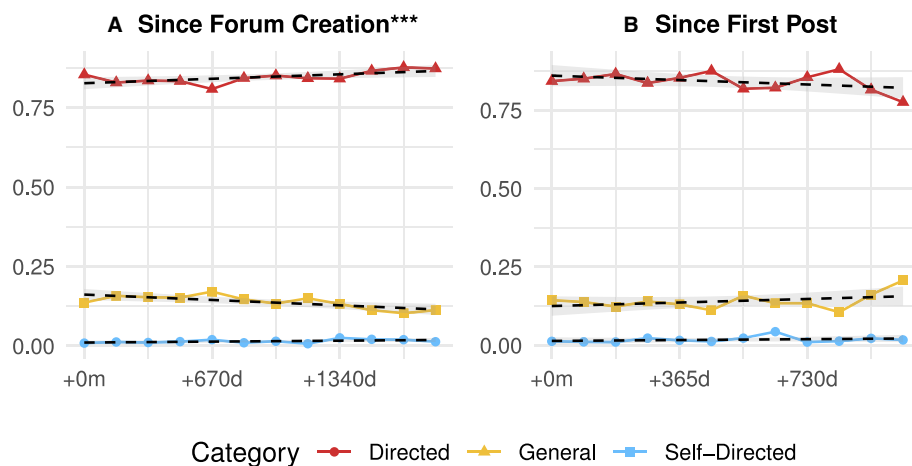 A Since Forum Creation***
B Since First Post
0.75
0.50
0.25
0.00
+0m +670d +1340d
0.75
0.50
0.25
0.00
+0m +365d +730d
Category Directed General Self−Directed